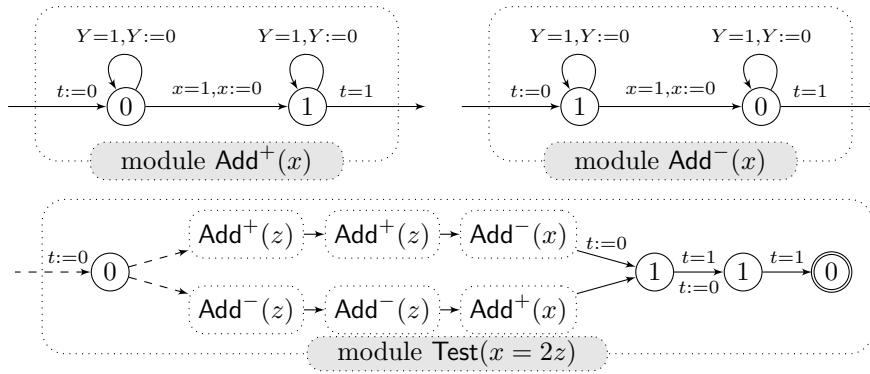 Y=1,Y:=0 Y=1,Y:=0
t:=0 0 x=1,x:=0 1 t=1
module Add⁺(x)
Y=1,Y:=0 Y=1,Y:=0
t:=0 1 x=1,x:=0 0 t=1
module Add⁻(x)
Add⁺(z) Add⁺(z) Add⁻(x) t:=0
t:=0 0 1 t=1 t:=0 1 t=1 0
Add⁻(z) Add⁻(z) Add⁺(x)
module Test(x = 2z)